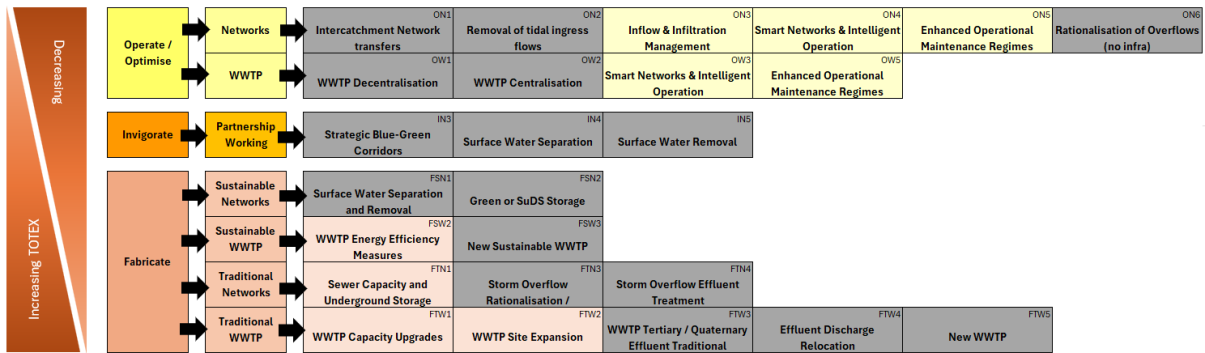 Decreasing
Increasing TOTEX
Operate /
Optimise
Networks
ON1
Intercatchment Network
transfers
ON2
Removal of tidal ingress
flows
ON3
Inflow & Infiltration
Management
ON4
Smart Networks & Intelligent
Operation
ON5
Enhanced Operational
Maintenance Regimes
ON6
Rationalisation of Overflows
(no infra)
WWTP
OW1
WWTP Decentralisation
OW2
WWTP Centralisation
OW3
Smart Networks & Intelligent
Operation
OW5
Enhanced Operational
Maintenance Regimes
Invigorate
Partnership
Working
IN3
Strategic Blue-Green
Corridors
IN4
Surface Water Separation
IN5
Surface Water Removal
Fabricate
Sustainable
Networks
FSN1
Surface Water Separation
and Removal
FSN2
Green or SuDS Storage
Sustainable
WWTP
FSW2
WWTP Energy Efficiency
Measures
FSW3
New Sustainable WWTP
Traditional
Networks
FTN1
Sewer Capacity and
Underground Storage
FTN3
Storm Overflow
Rationalisation /
FTN4
Storm Overflow Effluent
Treatment
Traditional
WWTP
FTW1
WWTP Capacity Upgrades
FTW2
WWTP Site Expansion
FTW3
WWTP Tertiary / Quaternary
Effluent Traditional
FTW4
Effluent Discharge
Relocation
FTW5
New WWTP